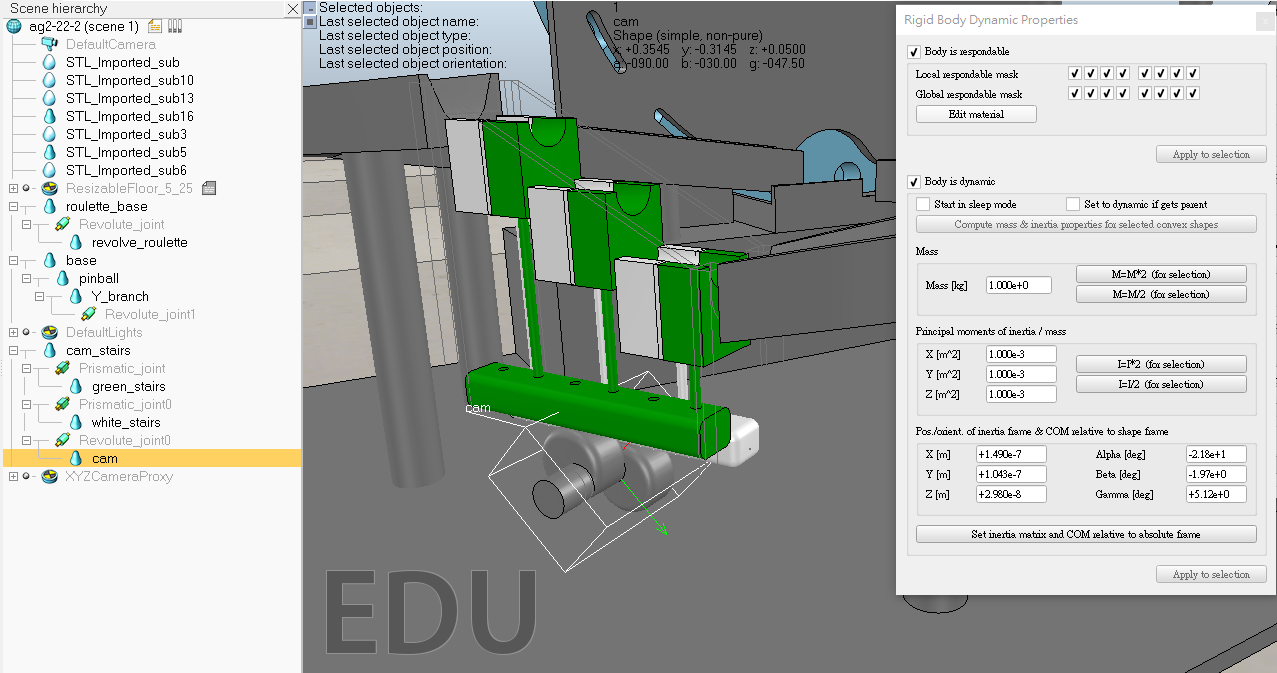 Scene hierarchy
ag2-22-2 (scene 1)
DefaultCamera
STL_Imported_sub
STL_Imported_sub10
STL_Imported_sub13
STL_Imported_sub16
STL_Imported_sub3
STL_Imported_sub5
STL_Imported_sub6
ResizableFloor_5_25
roulette_base
Revolute_joint
revolve_roulette
base
pinball
Y_branch
Revolute_joint1
DefaultLights
cam_stairs
Prismatic_joint
green_stairs
Prismatic_joint0
white_stairs
Revolute_joint0
cam
XYZCameraProxy
Selected objects: 1
Last selected object name: cam
Last selected object type: Shape (simple, non-pure)
Last selected object position: x: +0.3545 y: -0.3145 z: +0.0500
Last selected object orientation: a: -090.00 b: -030.00 g: -047.50
cam
EDU
Rigid Body Dynamic Properties
Body is respondable
Local respondable mask
Global respondable mask
Edit material
Apply to selection
Body is dynamic
Start in sleep mode Set to dynamic if gets parent
Compute mass & inertia properties for selected convex shapes
Mass
Mass [kg] 1.000e+0
M=M*2 (for selection)
M=M/2 (for selection)
Principal moments of inertia / mass
X [m^2] 1.000e-3
Y [m^2] 1.000e-3
Z [m^2] 1.000e-3
I=I*2 (for selection)
I=I/2 (for selection)
Pos./orient. of inertia frame & COM relative to shape frame
X [m] +1.490e-7 Alpha [deg] -2.18e+1
Y [m] +1.043e-7 Beta [deg] -1.97e+0
Z [m] +2.980e-8 Gamma [deg] +5.12e+0
Set inertia matrix and COM relative to absolute frame
Apply to selection